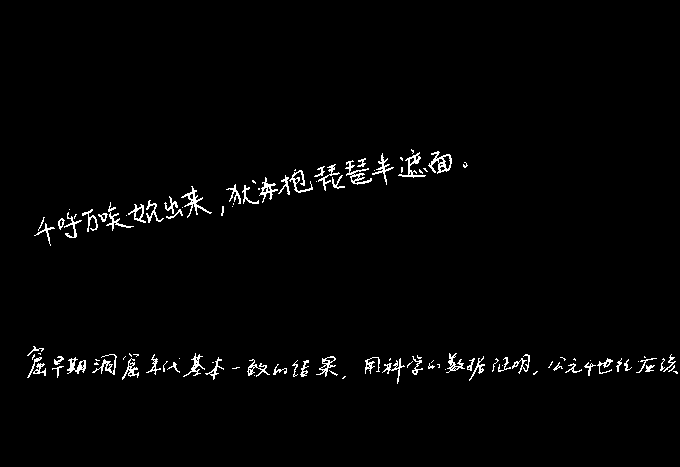 千呼万唤始出来，犹抱琵琶半遮面。
窟早期洞窟年代基本一致的结果，用科学的数据证明，公元4世纪应该